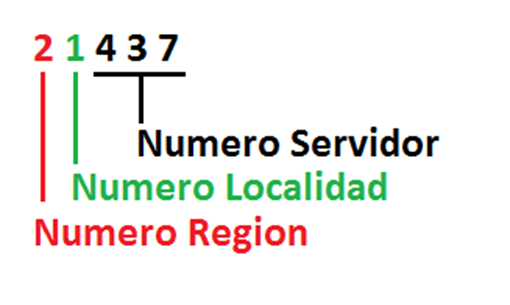 2 1 4 3 7
Numero Servidor
Numero Localidad
Numero Region